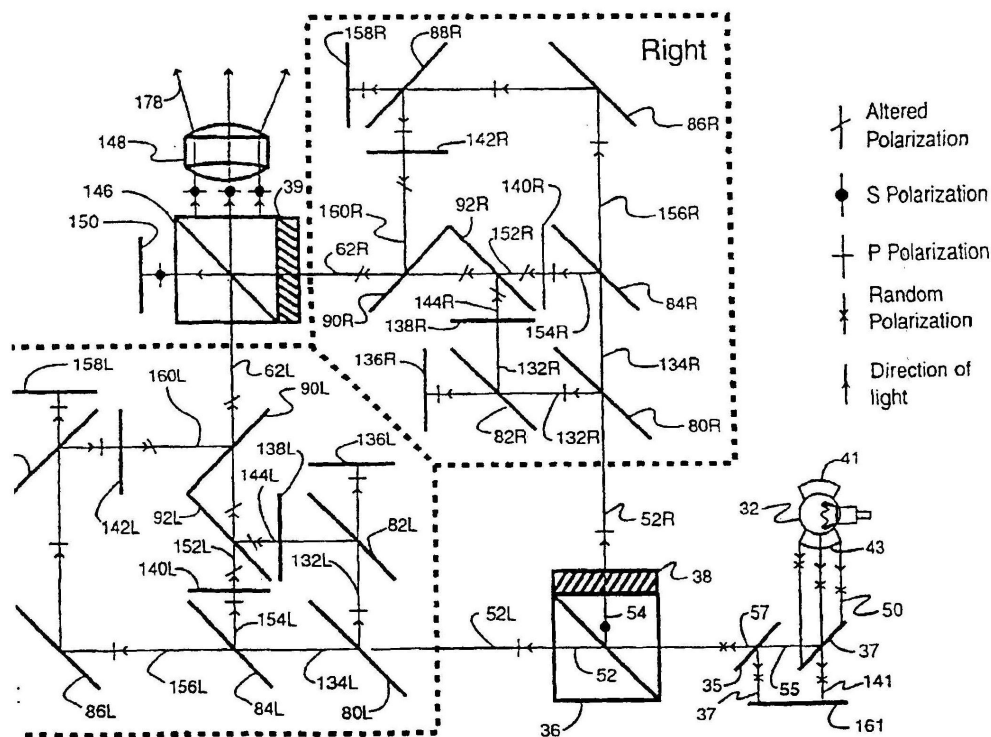 158R
88R
Right
178
86R
Altered
Polarization
148
142R
140R
39
S Polarization
146
160R
92R
156R
150
152R
P Polarization
62R
144R
84R
Random
Polarization
90R
138R
154R
158L
136R
160L
62L
132R
134R
Direction of
light
90L
82R
132R
80R
138L
136L
41
144L
32
142L
92L
82L
52R
43
152L
132L
38
140L
52L
54
50
57
154L
52
37
156L
134L
35
55
86L
84L
80L
37
141
36
161